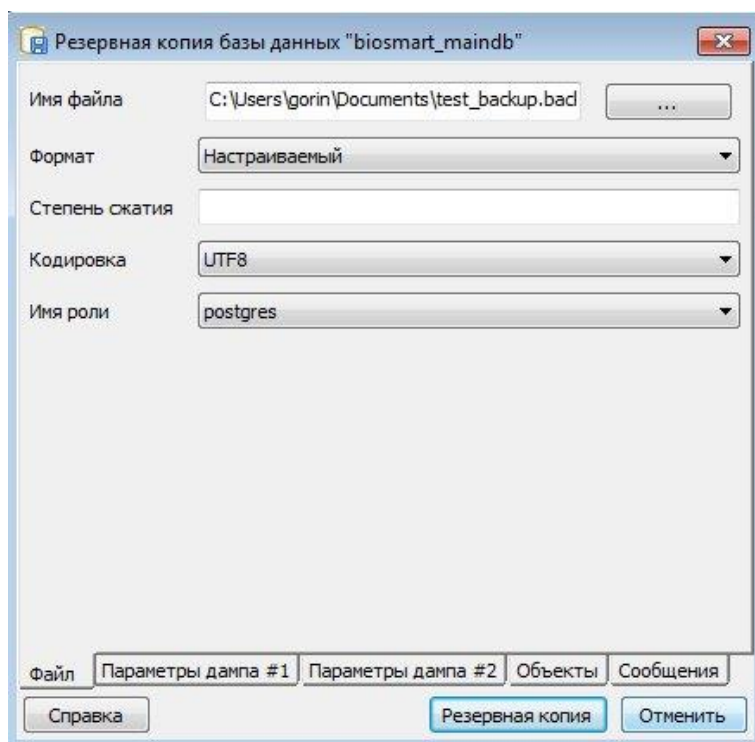 Резервная копия базы данных "biosmart_maindb"
Имя файла C:\Users\gorin\Documents\test_backup.bacl ...
Формат Настраиваемый
Степень сжатия
Кодировка UTF8
Имя роли postgres
Файл Параметры дампа #1 Параметры дампа #2 Объекты Сообщения
Справка Резервная копия Отменить